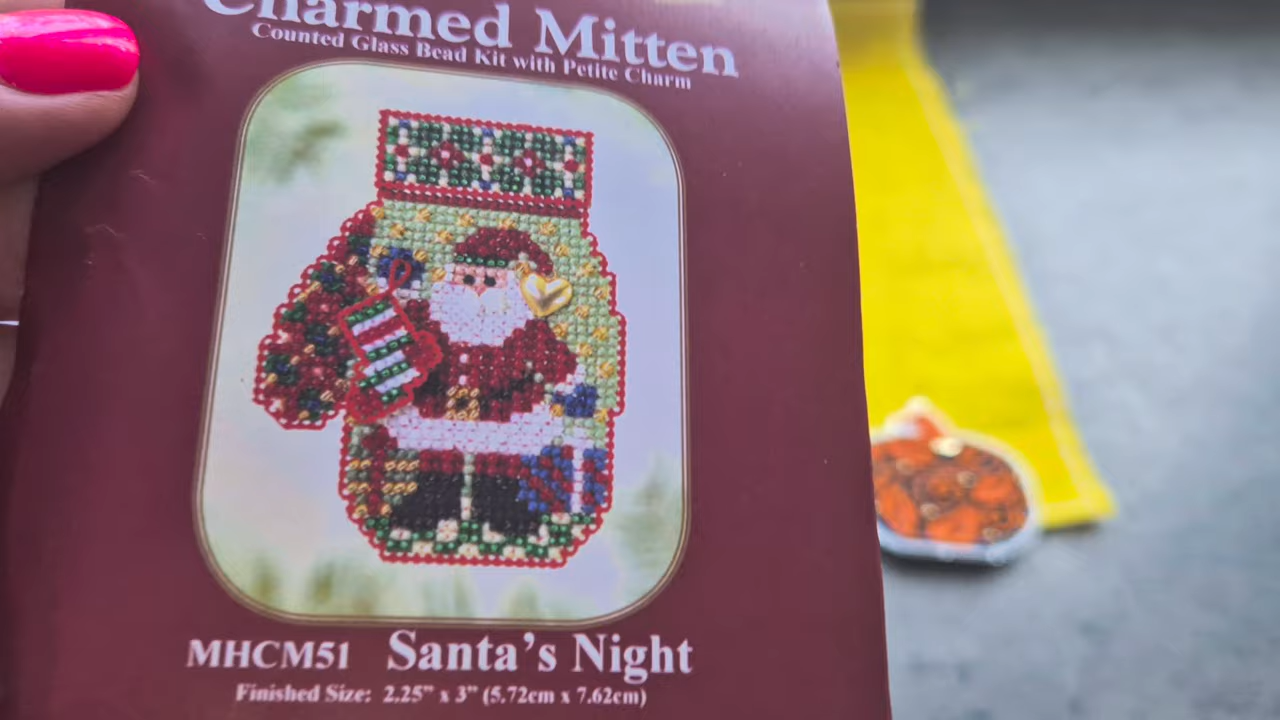 Charmed Mitten
Counted Glass Bead Kit with Petite Charm
MHCM51 Santa's Night
Finished Size: 2.25" x 3" (5.72cm x 7.62cm)